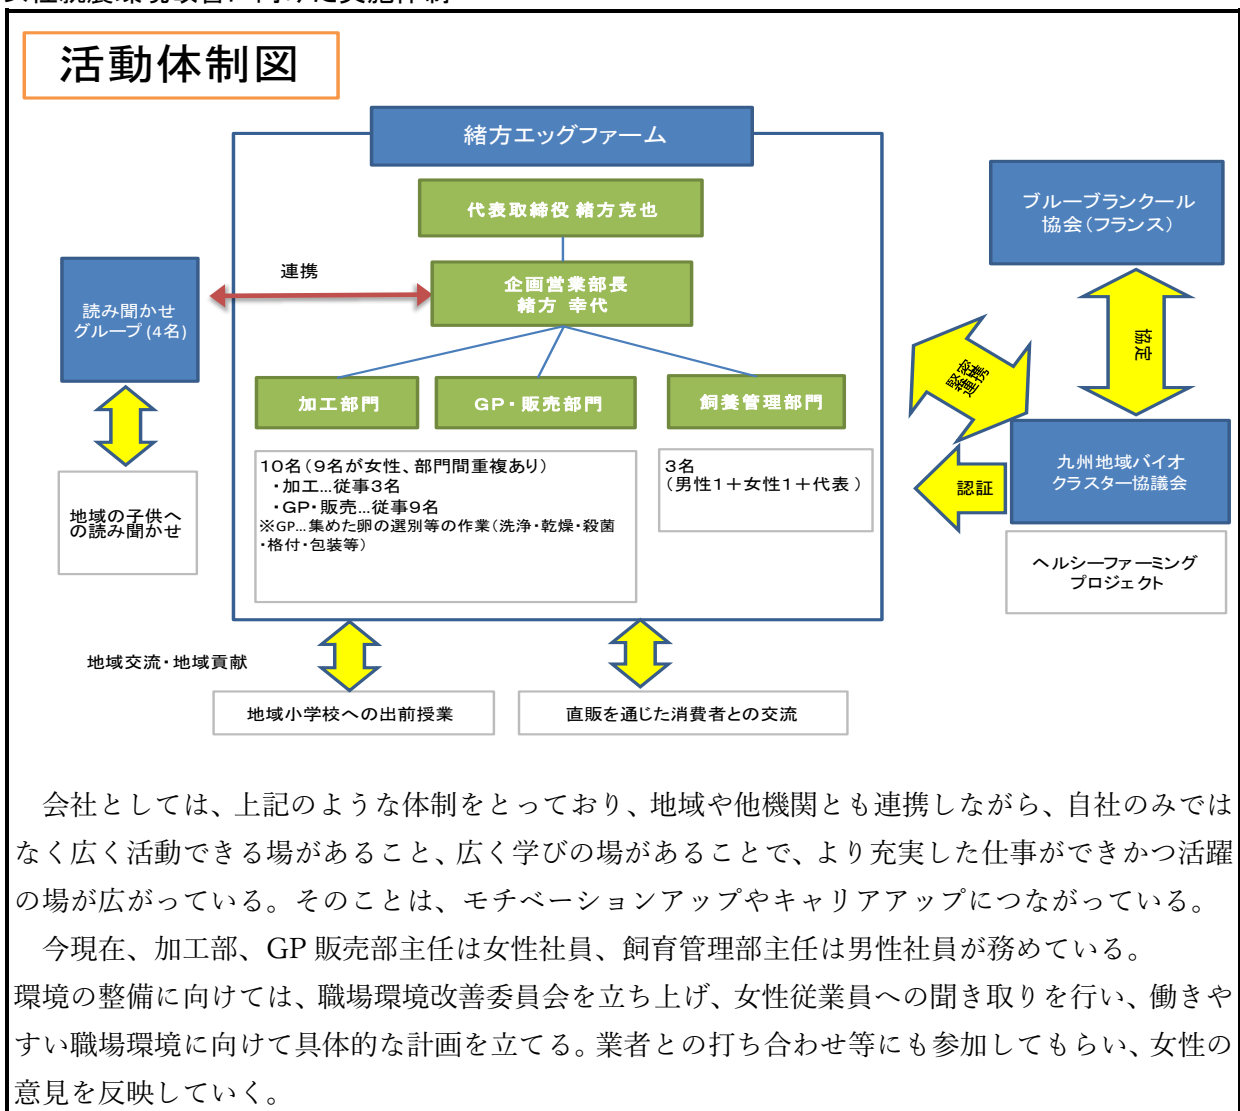 活動体制図
緒方エッグファーム
代表取締役 緒方克也
ブルーブランクール
協会(フランス)
連携
企画営業部長
緒方 幸代
読み聞かせ
グループ(4名)
協定
緊密
連携
加工部門
GP・販売部門
飼養管理部門
10名(9名が女性、部門間重複あり)
・加工…従事3名
・GP・販売…従事9名
※GP…集めた卵の選別等の作業(洗浄・乾燥・殺菌
・格付・包装等)
3名
(男性1+女性1+代表)
九州地域バイオ
クラスター協議会
認証
地域の子供へ
の読み聞かせ
ヘルシーファーミング
プロジェクト
地域交流・地域貢献
地域小学校への出前授業
直販を通じた消費者との交流
会社としては、上記のような体制をとっており、地域や他機関とも連携しながら、自社のみでは
なく広く活動できる場があること、広く学びの場があることで、より充実した仕事ができかつ活躍
の場が広がっている。そのことは、モチベーションアップやキャリアアップにつながっている。
今現在、加工部、GP 販売部主任は女性社員、飼育管理部主任は男性社員が務めている。
環境の整備に向けては、職場環境改善委員会を立ち上げ、女性従業員への聞き取りを行い、働きや
すい職場環境に向けて具体的な計画を立てる。業者との打ち合わせ等にも参加してもらい、女性の
意見を反映していく。